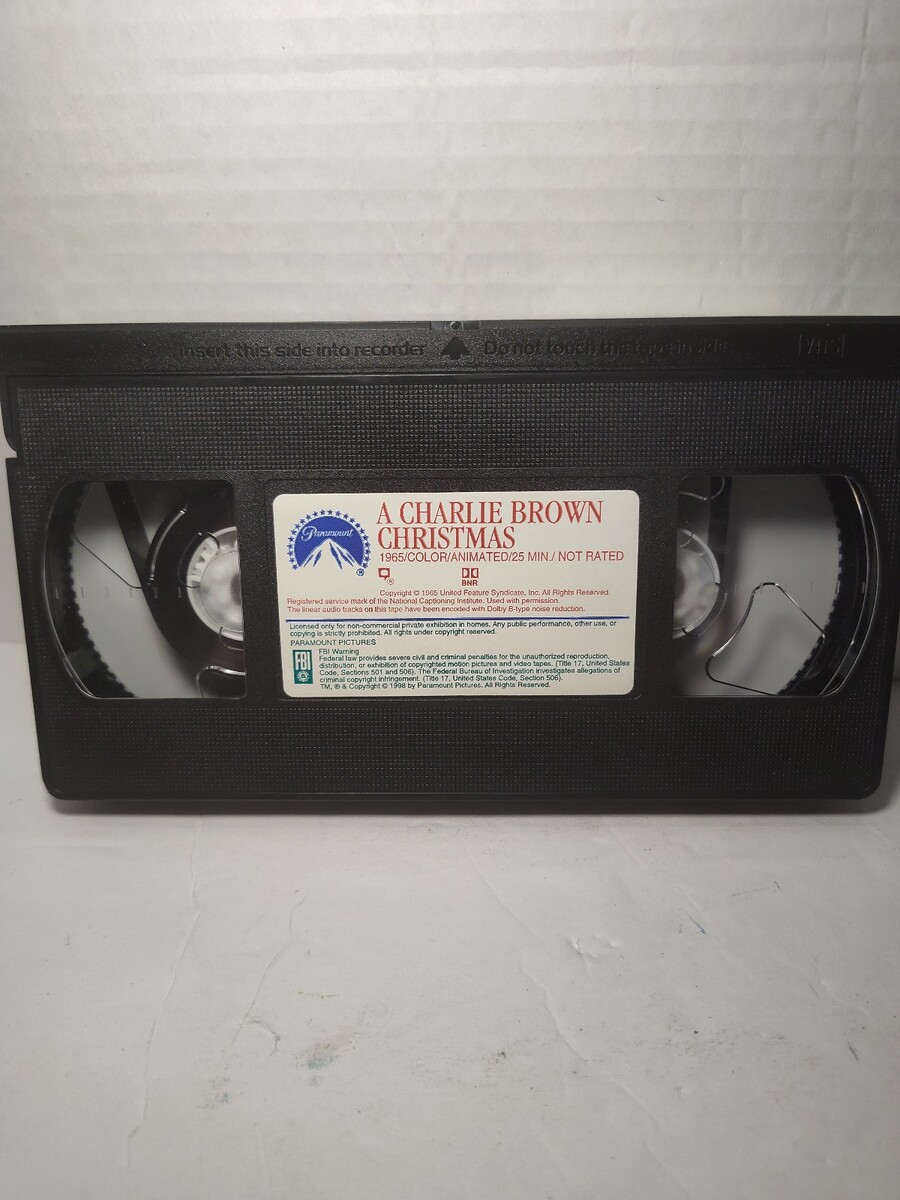 Insert this side into recorder Do not touch the tape inside VHS
Paramount ®
A CHARLIE BROWN
CHRISTMAS
1965/COLOR/ANIMATED/25 MIN./ NOT RATED
®
BNR
Copyright © 1965 United Feature Syndicate, Inc. All Rights Reserved.
Registered service mark of the National Captioning Institute. Used with permission.
The linear audio tracks on this tape have been encoded with Dolby B-type noise reduction.
Licensed only for non-commercial private exhibition in homes. Any public performance, other use, or
copying is strictly prohibited. All rights under copyright reserved.
PARAMOUNT PICTURES
FBI
FBI Warning
Federal law provides severe civil and criminal penalties for the unauthorized reproduction,
distribution, or exhibition of copyrighted motion pictures and video tapes. (Title 17, United States
Code, Sections 501 and 506). The Federal Bureau of Investigation investigates allegations of
criminal copyright infringement. (Title 17, United States Code, Section 506).
TM, ® & Copyright © 1998 by Paramount Pictures. All Rights Reserved.